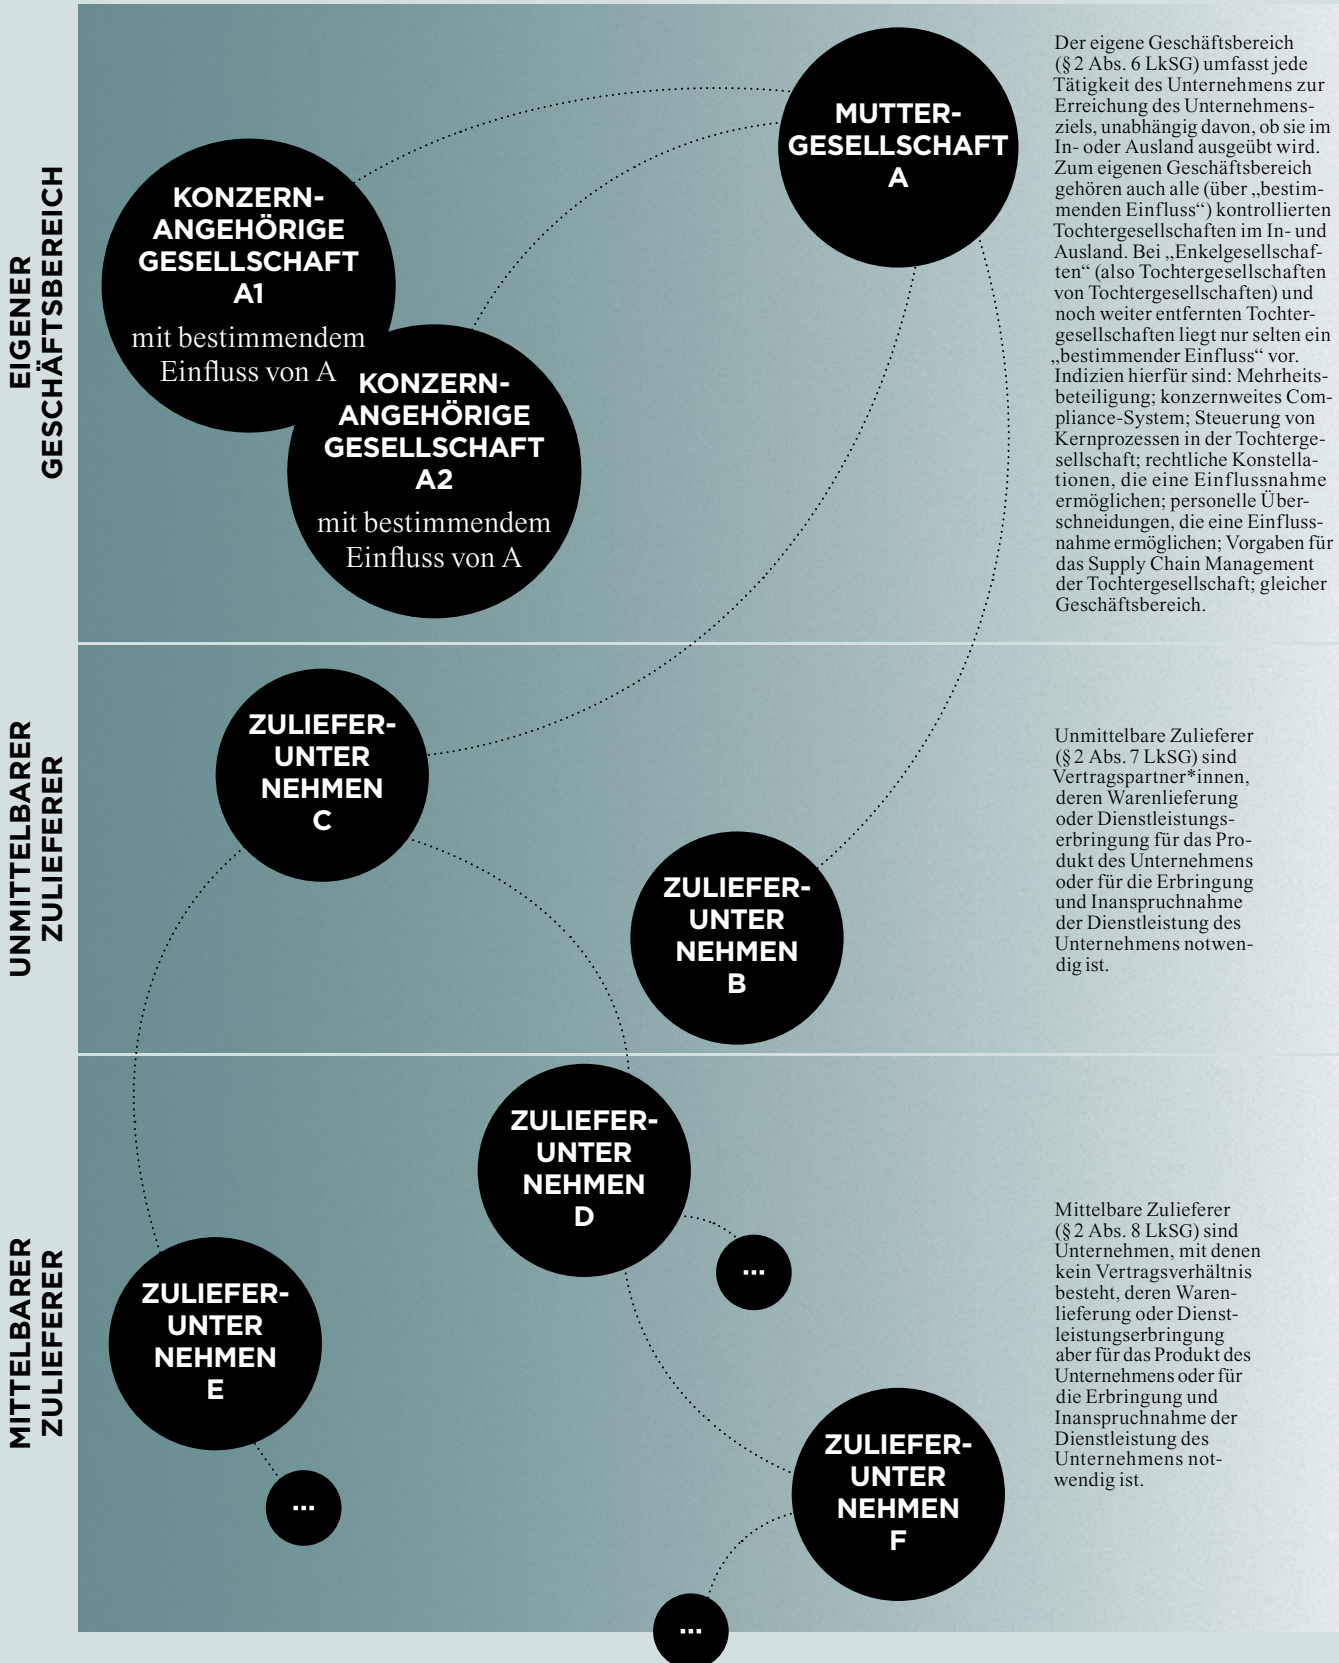 EIGENER
GESCHÄFTSBEREICH
MUTTER-
GESELLSCHAFT
A
KONZERN-
ANGEHÖRIGE
GESELLSCHAFT
A1
mit bestimmendem
Einfluss von A
KONZERN-
ANGEHÖRIGE
GESELLSCHAFT
A2
mit bestimmendem
Einfluss von A
Der eigene Geschäftsbereich
(§ 2 Abs. 6 LkSG) umfasst jede
Tätigkeit des Unternehmens zur
Erreichung des Unternehmens-
ziels, unabhängig davon, ob sie im
In- oder Ausland ausgeübt wird.
Zum eigenen Geschäftsbereich
gehören auch alle (über „bestim-
menden Einfluss“) kontrollierten
Tochtergesellschaften im In- und
Ausland. Bei „Enkelgesellschaf-
ten“ (also Tochtergesellschaften
von Tochtergesellschaften) und
noch weiter entfernten Tochter-
gesellschaften liegt nur selten ein
„bestimmender Einfluss“ vor.
Indizien hierfür sind: Mehrheits-
beteiligung; konzernweites Com-
pliance-System; Steuerung von
Kernprozessen in der Tochterge-
sellschaft; rechtliche Konstella-
tionen, die eine Einflussnahme
ermöglichen; personelle Über-
schneidungen, die eine Einfluss-
nahme ermöglichen; Vorgaben für
das Supply Chain Management
der Tochtergesellschaft; gleicher
Geschäftsbereich.
UNMITTELBARER
ZULIEFERER
ZULIEFER-
UNTER
NEHMEN
C
ZULIEFER-
UNTER
NEHMEN
B
Unmittelbare Zulieferer
(§ 2 Abs. 7 LkSG) sind
Vertragspartner*innen,
deren Warenlieferung
oder Dienstleistungs-
erbringung für das Pro-
dukt des Unternehmens
oder für die Erbringung
und Inanspruchnahme
der Dienstleistung des
Unternehmens notwen-
dig ist.
MITTELBARER
ZULIEFERER
ZULIEFER-
UNTER
NEHMEN
D
...
ZULIEFER-
UNTER
NEHMEN
E
...
ZULIEFER-
UNTER
NEHMEN
F
...
Mittelbare Zulieferer
(§ 2 Abs. 8 LkSG) sind
Unternehmen, mit denen
kein Vertragsverhältnis
besteht, deren Waren-
lieferung oder Dienst-
leistungserbringung
aber für das Produkt des
Unternehmens oder für
die Erbringung und
Inanspruchnahme der
Dienstleistung des
Unternehmens not-
wendig ist.